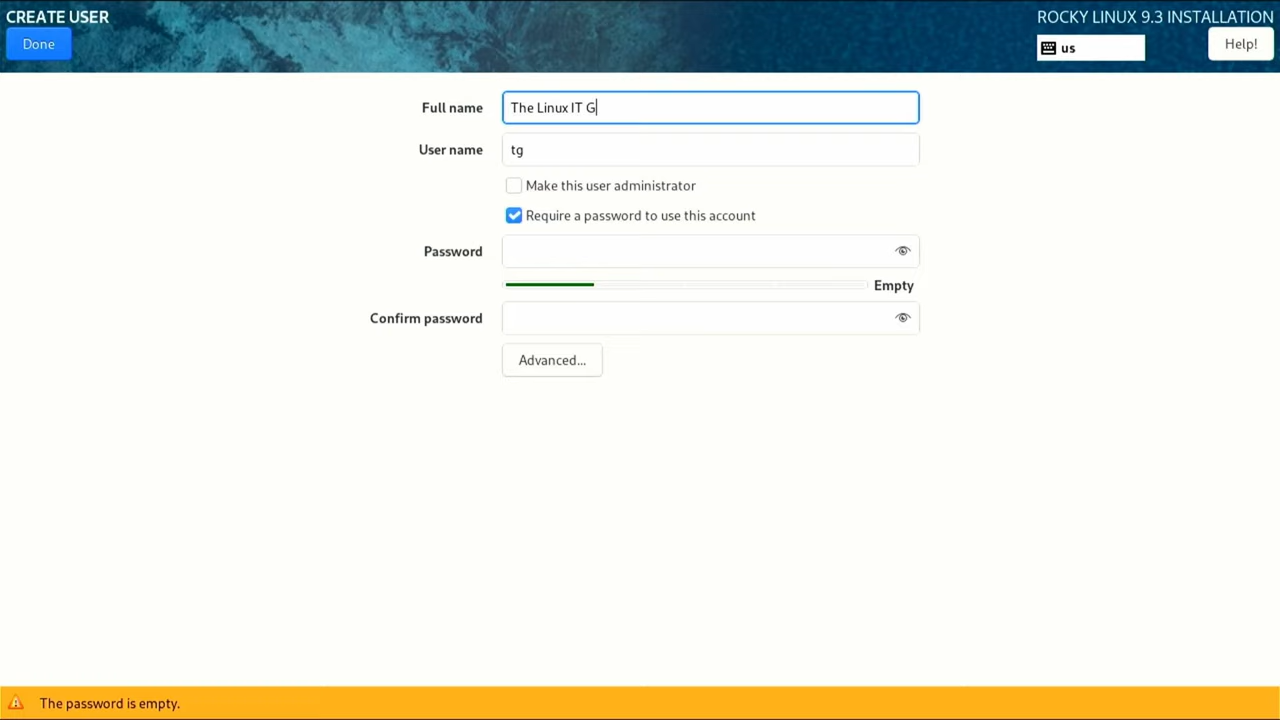 CREATE USER
ROCKY LINUX 9.3 INSTALLATION
Done
us
Help!
Full name
The Linux IT G
User name
tg
Make this user administrator
Require a password to use this account
Password
Empty
Confirm password
Advanced...
The password is empty.